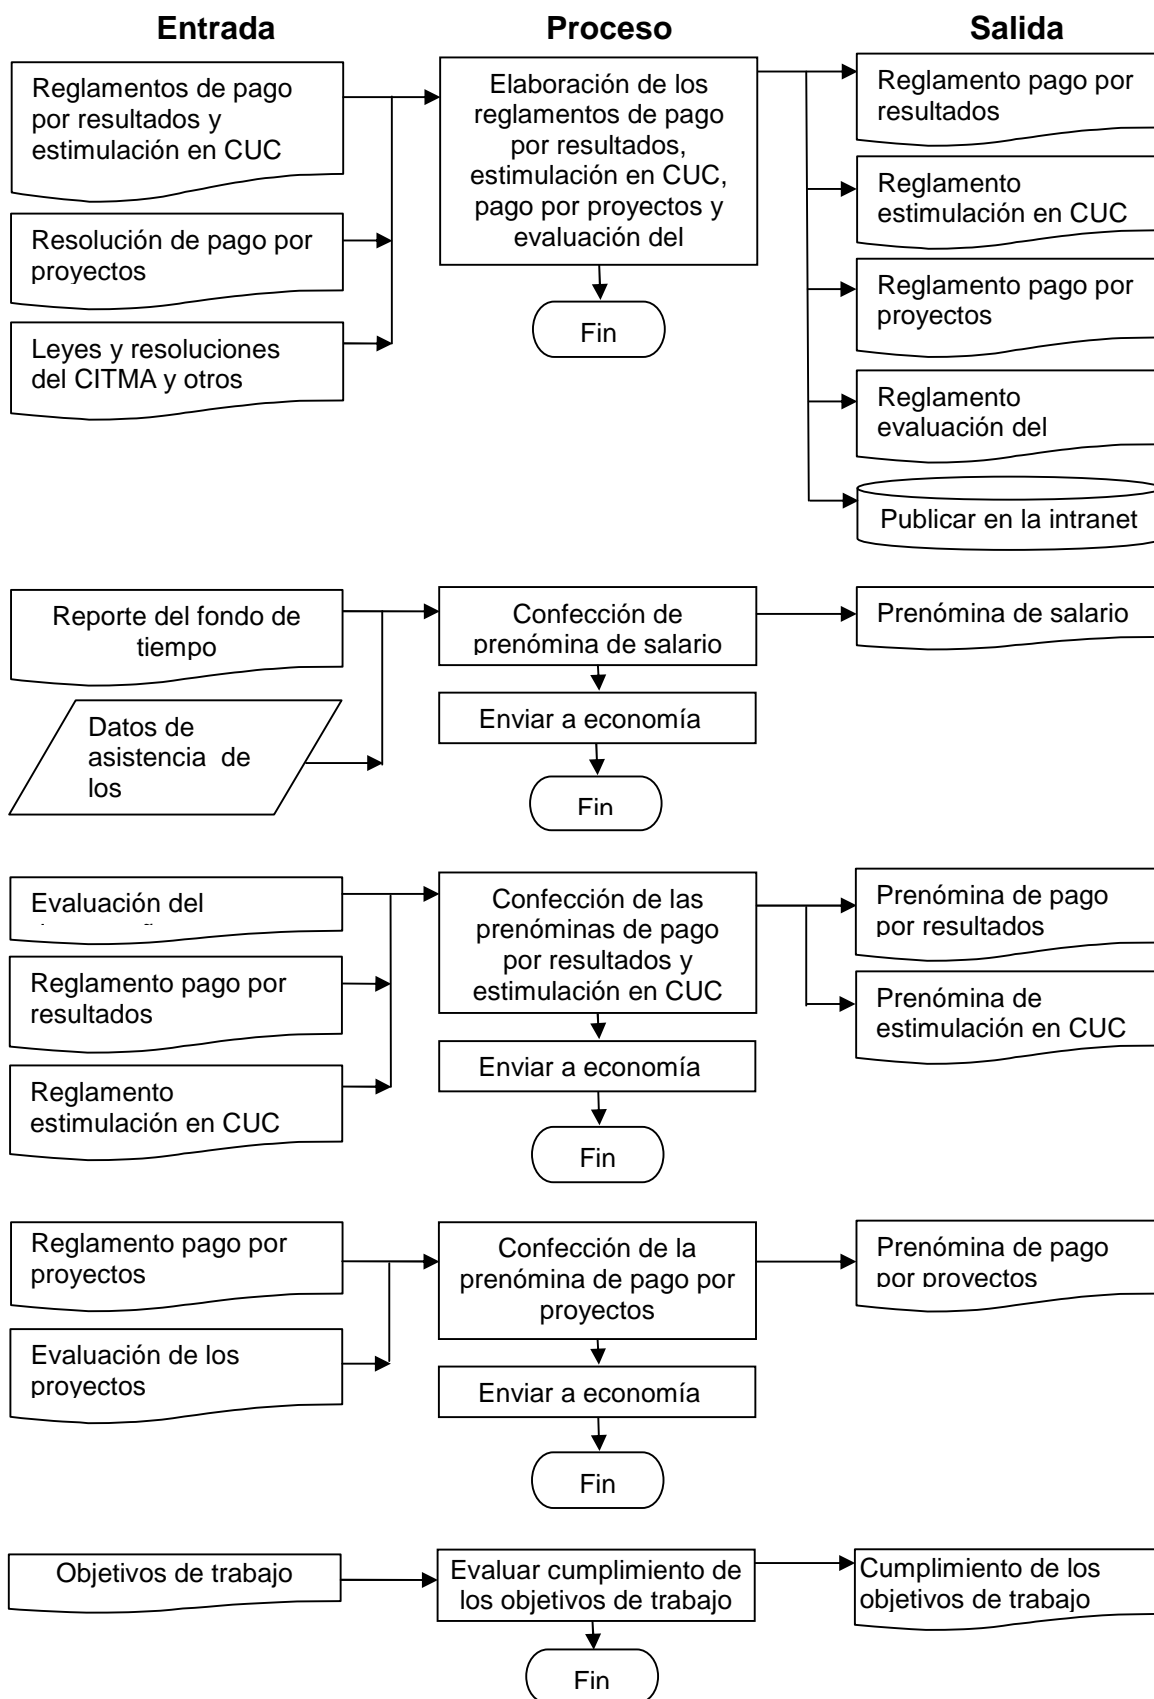 Entrada
Proceso
Salida
Reglamentos de pago
por resultados y
estimulación en CUC
Resolución de pago por
proyectos
Leyes y resoluciones
del CITMA y otros
Elaboración de los
reglamentos de pago
por resultados,
estimulación en CUC,
pago por proyectos y
evaluación del
Fin
Reglamento pago por
resultados
Reglamento
estimulación en CUC
Reglamento pago por
proyectos
Reglamento
evaluación del
Publicar en la intranet
Reporte del fondo de
tiempo
Datos de
asistencia de
los
Confección de
prenómina de salario
Enviar a economía
Fin
Prenómina de salario
Evaluación del
Reglamento pago por
resultados
Reglamento
estimulación en CUC
Confección de las
prenóminas de pago
por resultados y
estimulación en CUC
Enviar a economía
Fin
Prenómina de pago
por resultados
Prenómina de
estimulación en CUC
Reglamento pago por
proyectos
Evaluación de los
proyectos
Confección de la
prenómina de pago por
proyectos
Enviar a economía
Fin
Prenómina de pago
por proyectos
Objetivos de trabajo
Evaluar cumplimiento de
los objetivos de trabajo
Fin
Cumplimiento de los
objetivos de trabajo